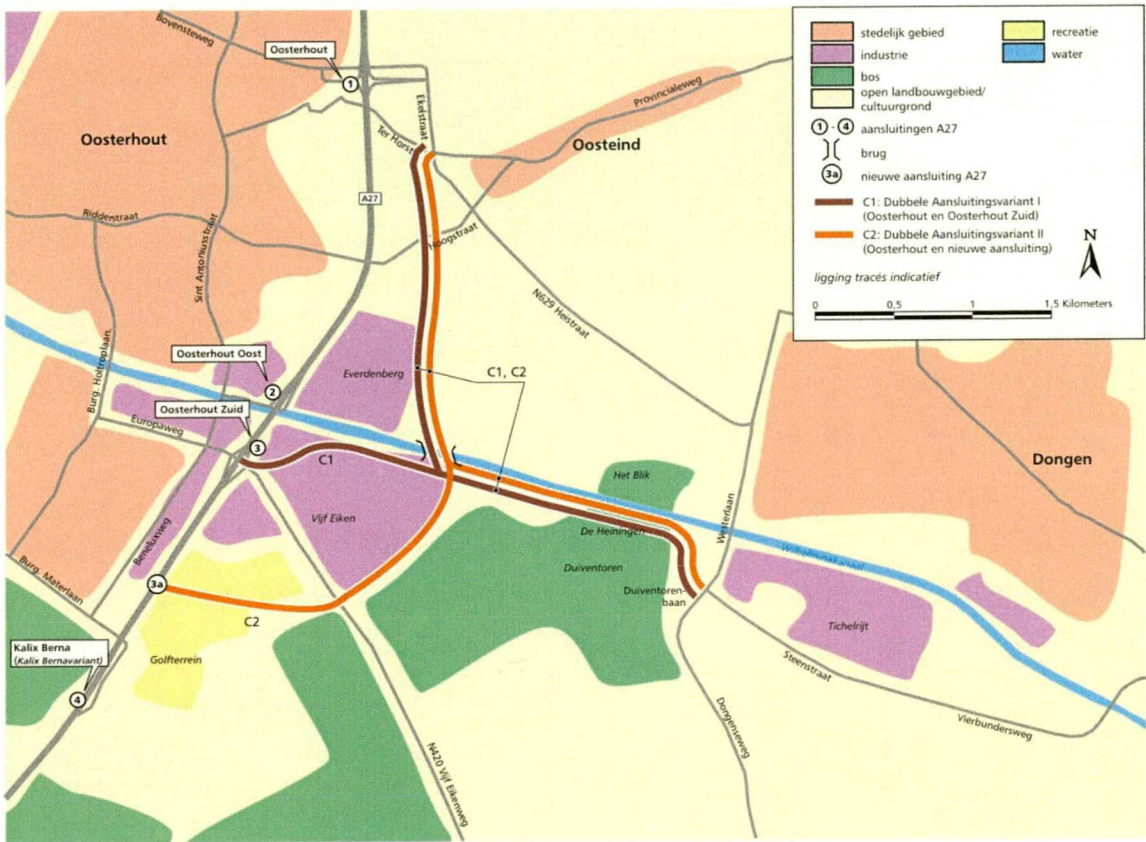 Bovensteweg
Oosterhout
1
Ekelstraat
Ter Horst
Provincialeweg
Oosteind
Oosterhout
A27
Ridderstraat
Sint Antoniusstraat
Hoogstraat
N629 Heistraat
Burg. Holtroplaan
Oosterhout Oost
2
Everdenberg
C1, C2
Oosterhout Zuid
3
Europaweg
C1
Vijf Eiken
Het Blik
De Heiningen
Duiventoren
Duiventoren-
baan
Westerlaan
Dongen
Wilhelminakanaal
Tichelrijt
Steenstraat
Vierbundersweg
Dongenseweg
Beneluxweg
Burg. Materlaan
3a
C2
Golfterrein
Kalix Berna
(Kalix Bernavariant)
4
N420 Vijf Eikenweg
stedelijk gebied
industrie
bos
open landbouwgebied/
cultuurgrond
recreatie
water
1 - 4 aansluitingen A27
brug
3a nieuwe aansluiting A27
C1: Dubbele Aansluitingsvariant I
(Oosterhout en Oosterhout Zuid)
C2: Dubbele Aansluitingsvariant II
(Oosterhout en nieuwe aansluiting)
ligging tracés indicatief
N
0 0,5 1 1,5 Kilometers